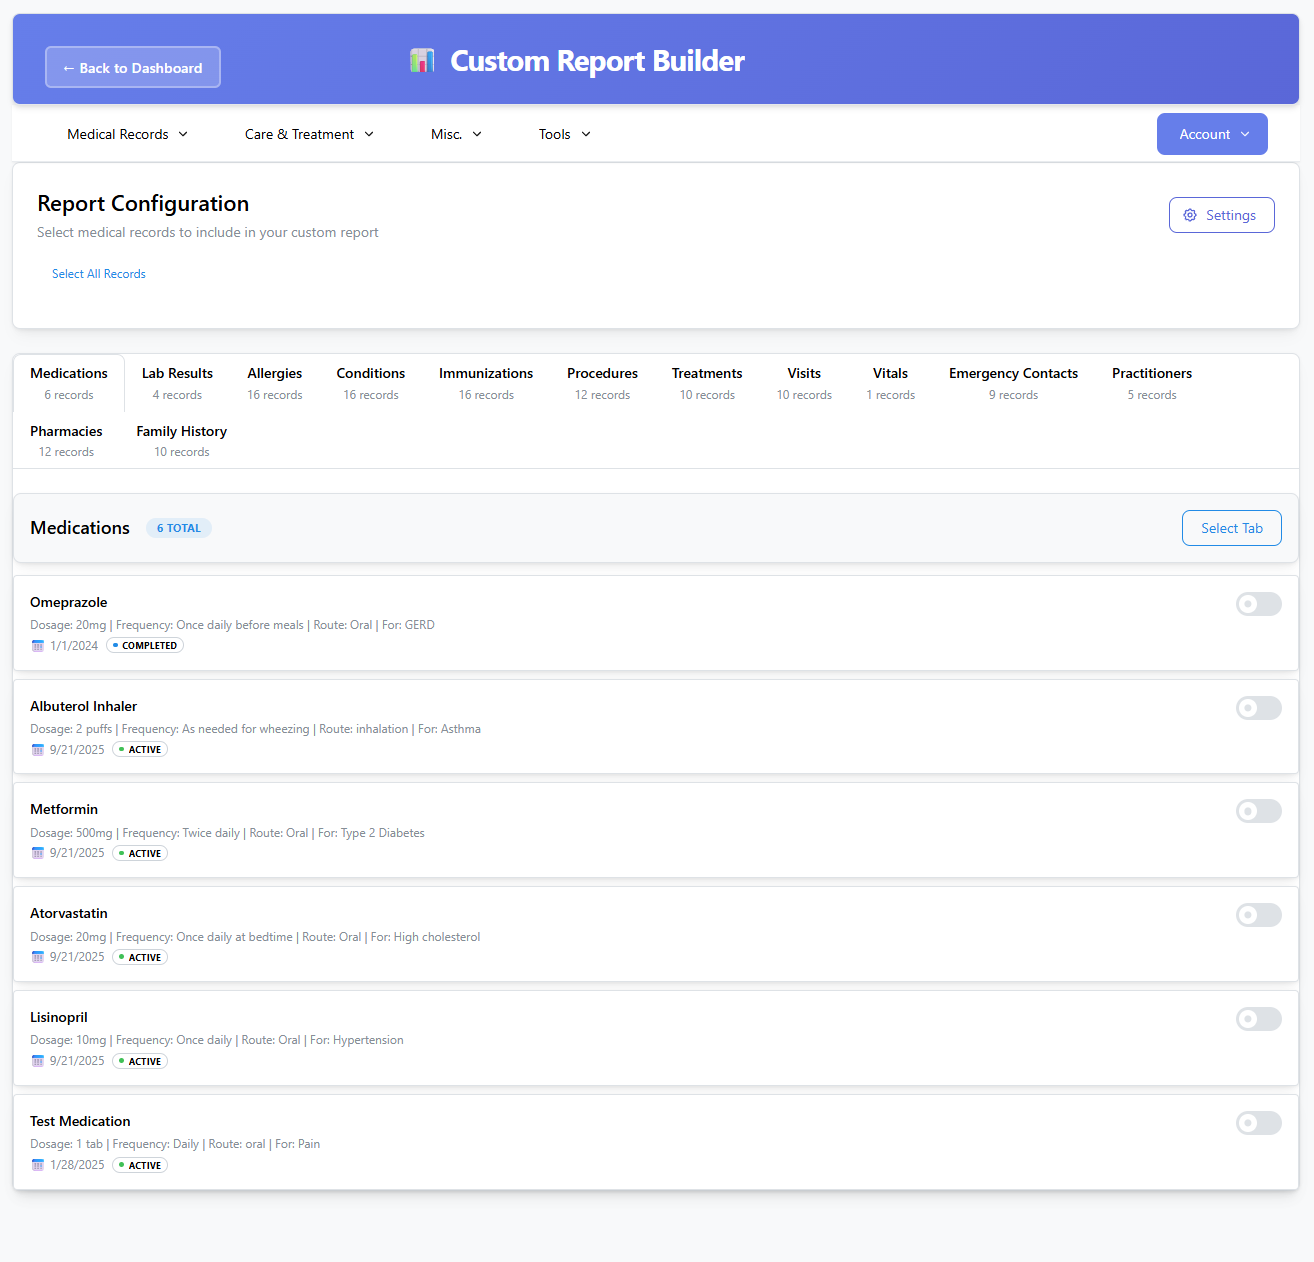 ← Back to Dashboard
Custom Report Builder
Medical Records
Care & Treatment
Misc.
Tools
Account
Report Configuration
Select medical records to include in your custom report
Settings
Select All Records
Medications
6 records
Lab Results
4 records
Allergies
16 records
Conditions
16 records
Immunizations
16 records
Procedures
12 records
Treatments
10 records
Visits
10 records
Vitals
1 records
Emergency Contacts
9 records
Practitioners
5 records
Pharmacies
12 records
Family History
10 records
Medications
6 TOTAL
Select Tab
Omeprazole
Dosage: 20mg | Frequency: Once daily before meals | Route: Oral | For: GERD
1/1/2024
COMPLETED
Albuterol Inhaler
Dosage: 2 puffs | Frequency: As needed for wheezing | Route: inhalation | For: Asthma
9/21/2025
ACTIVE
Metformin
Dosage: 500mg | Frequency: Twice daily | Route: Oral | For: Type 2 Diabetes
9/21/2025
ACTIVE
Atorvastatin
Dosage: 20mg | Frequency: Once daily at bedtime | Route: Oral | For: High cholesterol
9/21/2025
ACTIVE
Lisinopril
Dosage: 10mg | Frequency: Once daily | Route: Oral | For: Hypertension
9/21/2025
ACTIVE
Test Medication
Dosage: 1 tab | Frequency: Daily | Route: oral | For: Pain
1/28/2025
ACTIVE